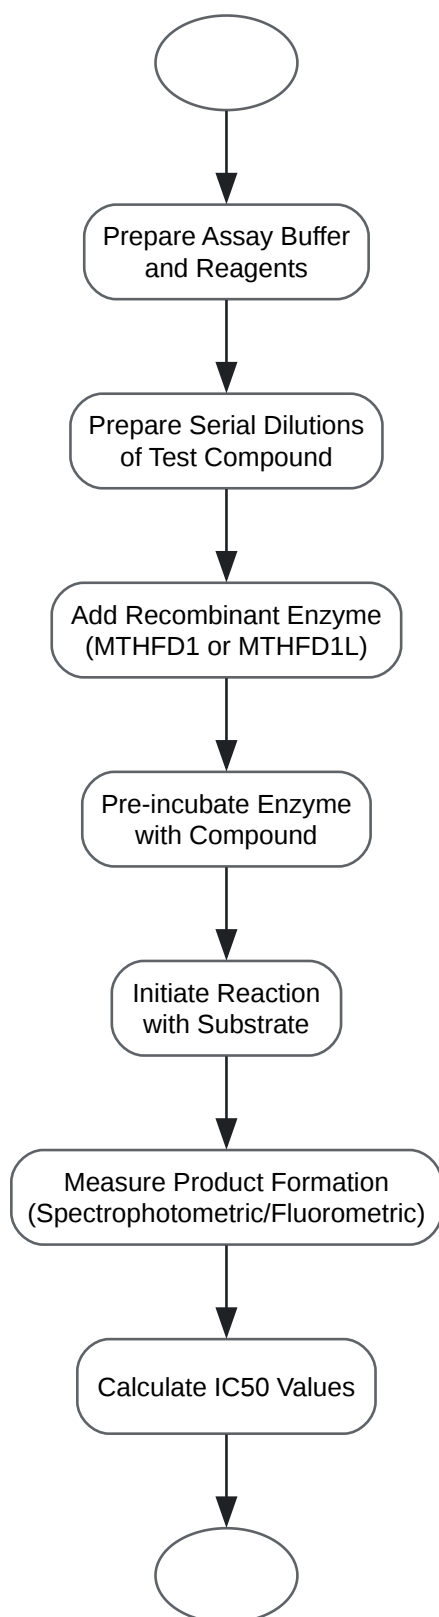 Prepare Assay Buffer
and Reagents
Prepare Serial Dilutions
of Test Compound
Add Recombinant Enzyme
(MTHFD1 or MTHFD1L)
Pre-incubate Enzyme
with Compound
Initiate Reaction
with Substrate
Measure Product Formation
(Spectrophotometric/Fluorometric)
Calculate IC50 Values